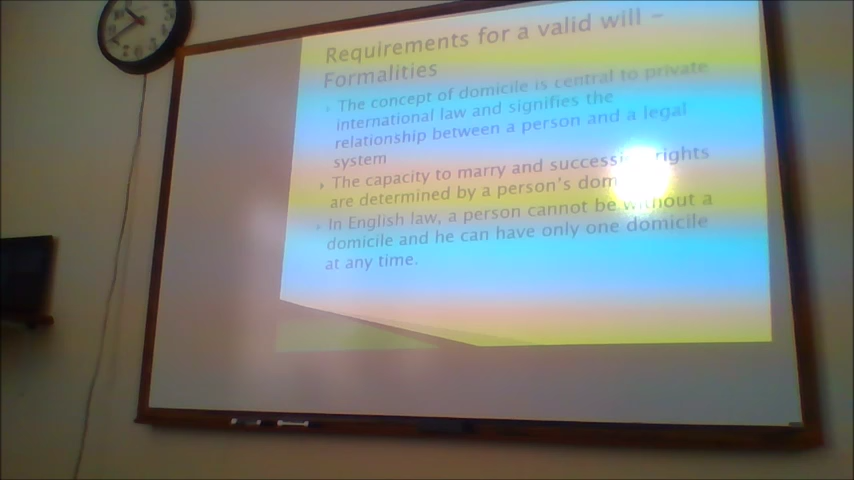 Requirements for a valid will –
Formalities
The concept of domicile is central to private
international law and signifies the
relationship between a person and a legal
system
The capacity to marry and succession rights
are determined by a person's
In English law, a person cannot be without a
domicile and he can have only one domicile
at any time.